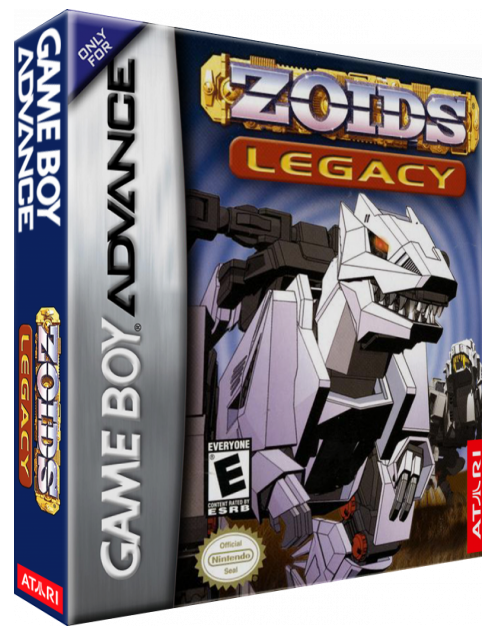 GAME BOY
ADVANCE
ZOIDS
LEGACY
ATARI
ONLY
FOR
GAME BOY® ADVANCE
ZOIDS
LEGACY
EVERYONE
E
CONTENT RATED BY
ESRB
Official
Nintendo
Seal
ATARI